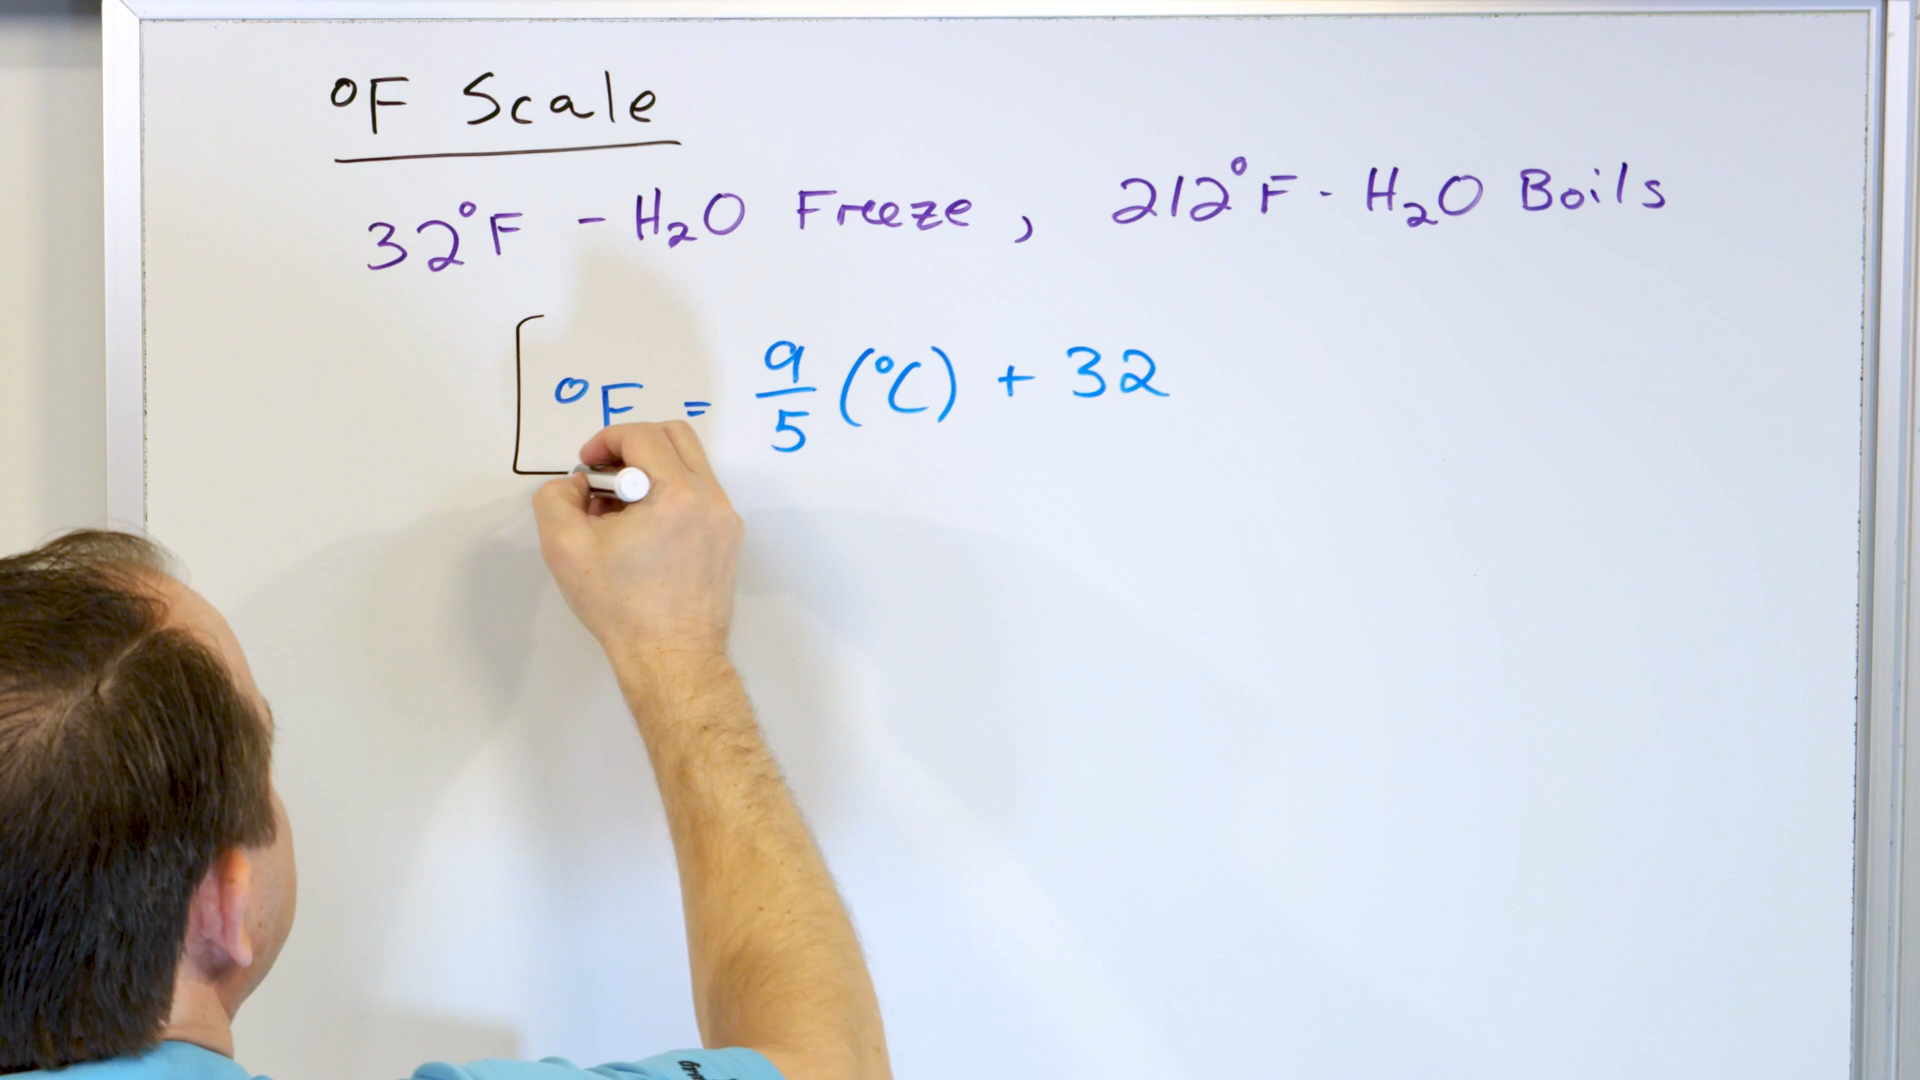 °F Scale
32°F - H₂O Freeze, 212°F - H₂O Boils
°F = 9/5 (°C) + 32